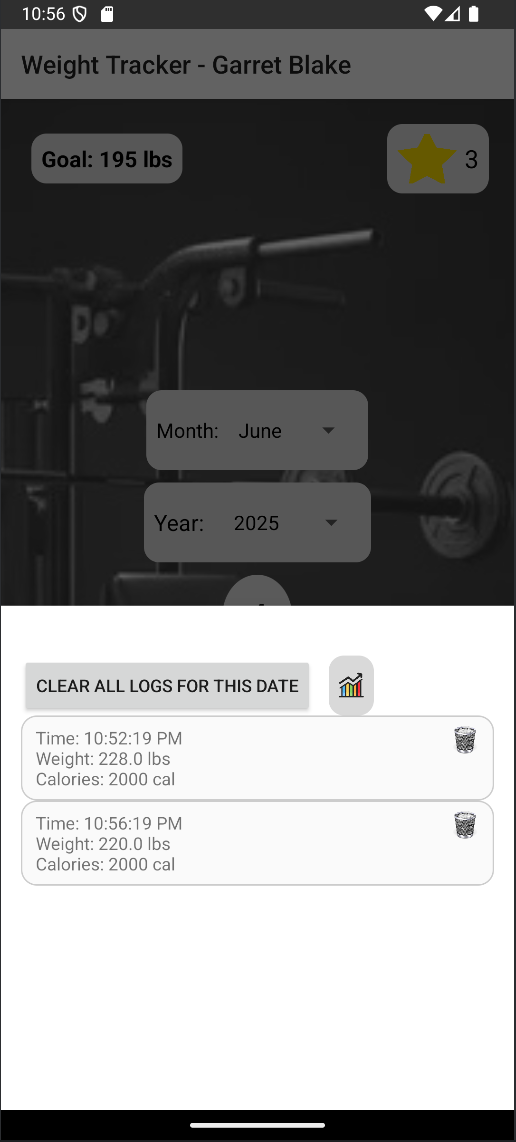 10:56
Weight Tracker - Garret Blake
Goal: 195 lbs
3
Month: June
Year: 2025
CLEAR ALL LOGS FOR THIS DATE
Time: 10:52:19 PM
Weight: 228.0 lbs
Calories: 2000 cal
Time: 10:56:19 PM
Weight: 220.0 lbs
Calories: 2000 cal